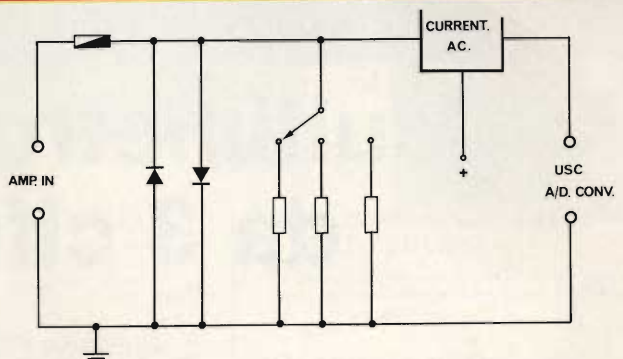 CURRENT.
AC.
AMP. IN
+
USC
A/D. CONV.